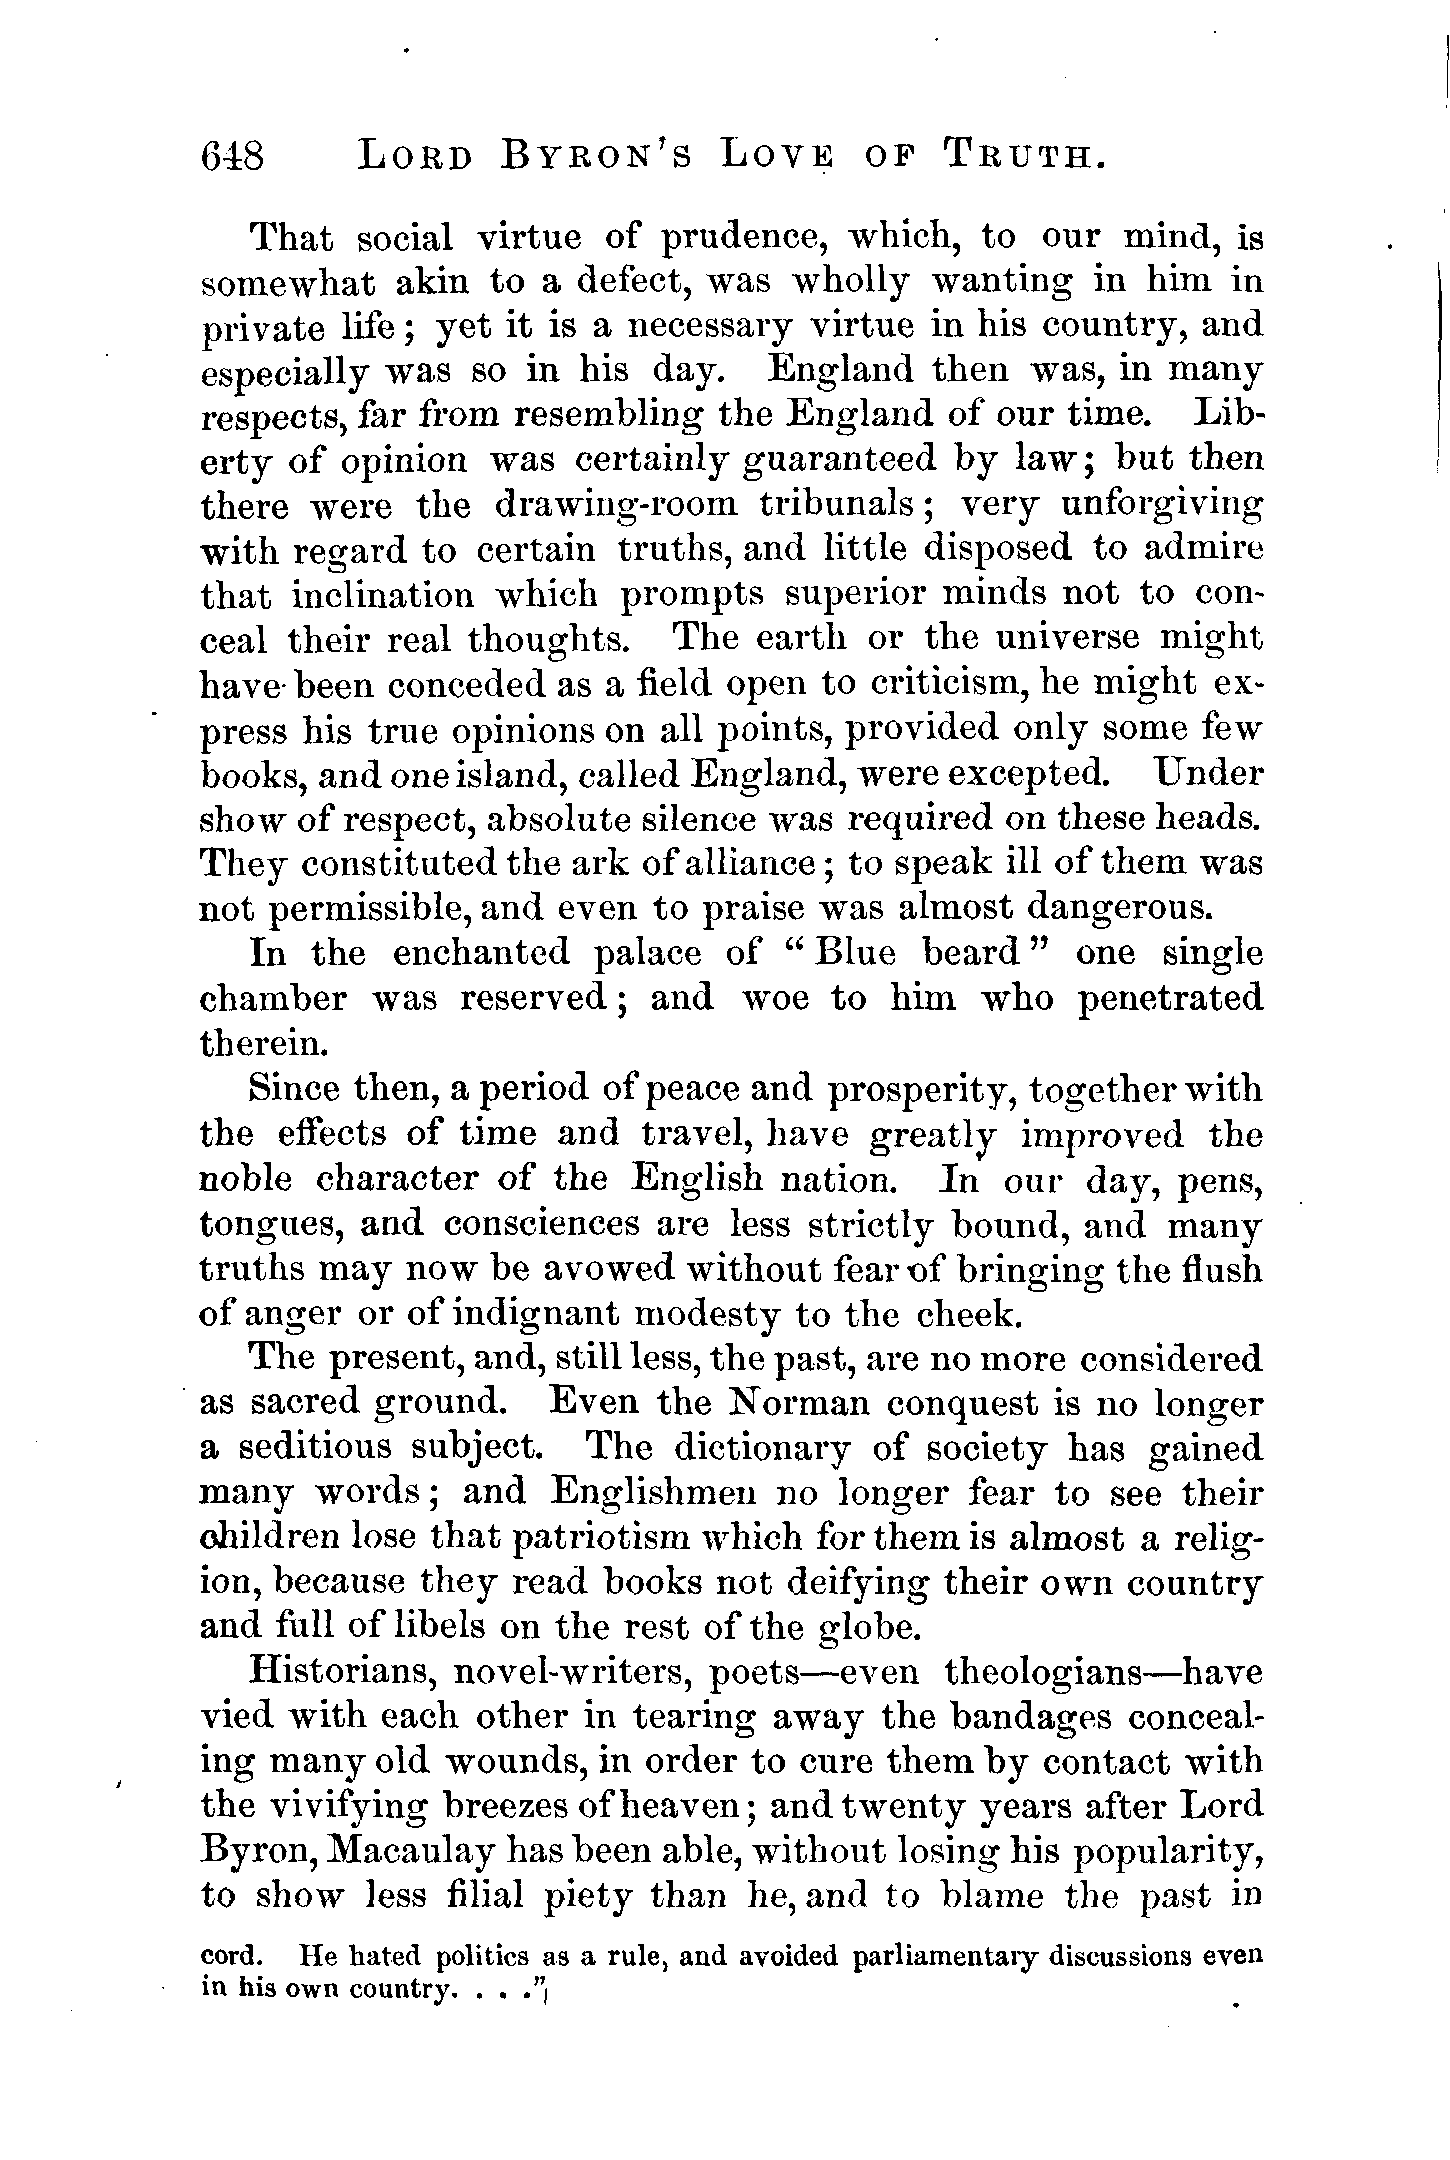 648 LORD BYRON'S LOVE OF TRUTH.
That social virtue of prudence, which, to our mind, is
somewhat akin to a defect, was wholly wanting in him in
private life; yet it is a necessary virtue in his country, and
especially was so in his day. England then was, in many
respects, far from resembling the England of our time. Lib-
erty of opinion was certainly guaranteed by law; but then
there were the drawing-room tribunals; very unforgiving
with regard to certain truths, and little disposed to admire
that inclination which prompts superior minds not to con-
ceal their real thoughts. The earth or the universe might
have been conceded as a field open to criticism, he might ex-
press his true opinions on all points, provided only some few
books, and one island, called England, were excepted. Under
show of respect, absolute silence was required on these heads.
They constituted the ark of alliance; to speak ill of them was
not permissible, and even to praise was almost dangerous.
In the enchanted palace of "Blue beard" one single
chamber was reserved; and woe to him who penetrated
therein.
Since then, a period of peace and prosperity, together with
the effects of time and travel, have greatly improved the
noble character of the English nation. In our day, pens,
tongues, and consciences are less strictly bound, and many
truths may now be avowed without fear of bringing the flush
of anger or of indignant modesty to the cheek.
The present, and, still less, the past, are no more considered
as sacred ground. Even the Norman conquest is no longer
a seditious subject. The dictionary of society has gained
many words; and Englishmen no longer fear to see their
children lose that patriotism which for them is almost a relig-
ion, because they read books not deifying their own country
and full of libels on the rest of the globe.
Historians, novel-writers, poets—even theologians—have
vied with each other in tearing away the bandages conceal-
ing many old wounds, in order to cure them by contact with
the vivifying breezes of heaven; and twenty years after Lord
Byron, Macaulay has been able, without losing his popularity,
to show less filial piety than he, and to blame the past in
cord. He hated politics as a rule, and avoided parliamentary discussions even
in his own country. . . ."